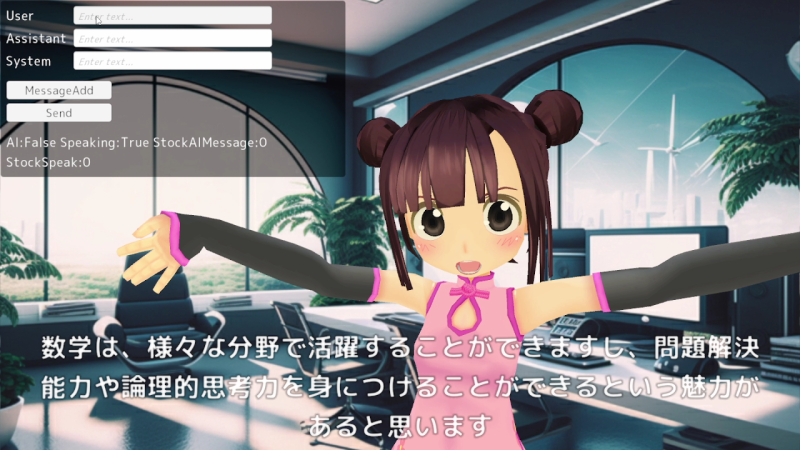 User Enter text...
Assistant Enter text...
System Enter text...
MessageAdd
Send
AI:False Speaking:True StockAIMessage:0
StockSpeak:0
数学は、様々な分野で活躍することができますし、問題解決
能力や論理的思考力を身につけることができるという魅力が
あると思います